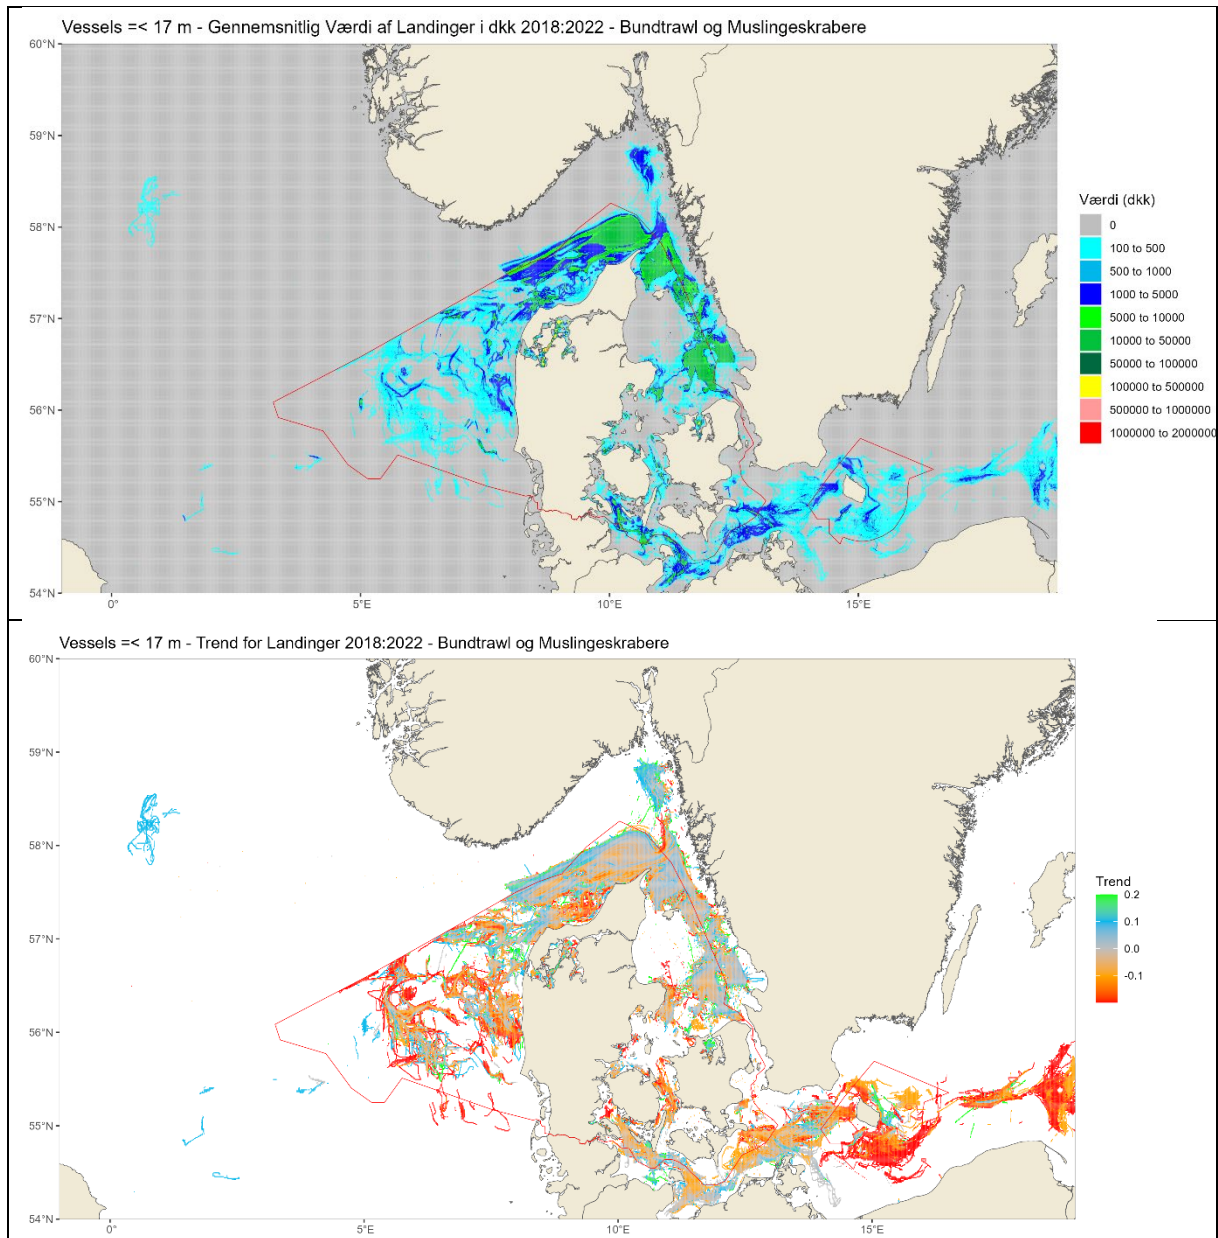 Vessels =< 17 m - Gennemsnitlig Værdi af Landinger i dkk 2018:2022 - Bundtrawl og Muslingeskrabere
60°N
59°N
58°N
57°N
56°N
55°N
54°N
0°
5°E
10°E
15°E
Værdi (dkk)
0
100 to 500
500 to 1000
1000 to 5000
5000 to 10000
10000 to 50000
50000 to 100000
100000 to 500000
500000 to 1000000
1000000 to 2000000
Vessels =< 17 m - Trend for Landinger 2018:2022 - Bundtrawl og Muslingeskrabere
60°N
59°N
58°N
57°N
56°N
55°N
54°N
0°
5°E
10°E
15°E
Trend
0.2
0.1
0.0
-0.1